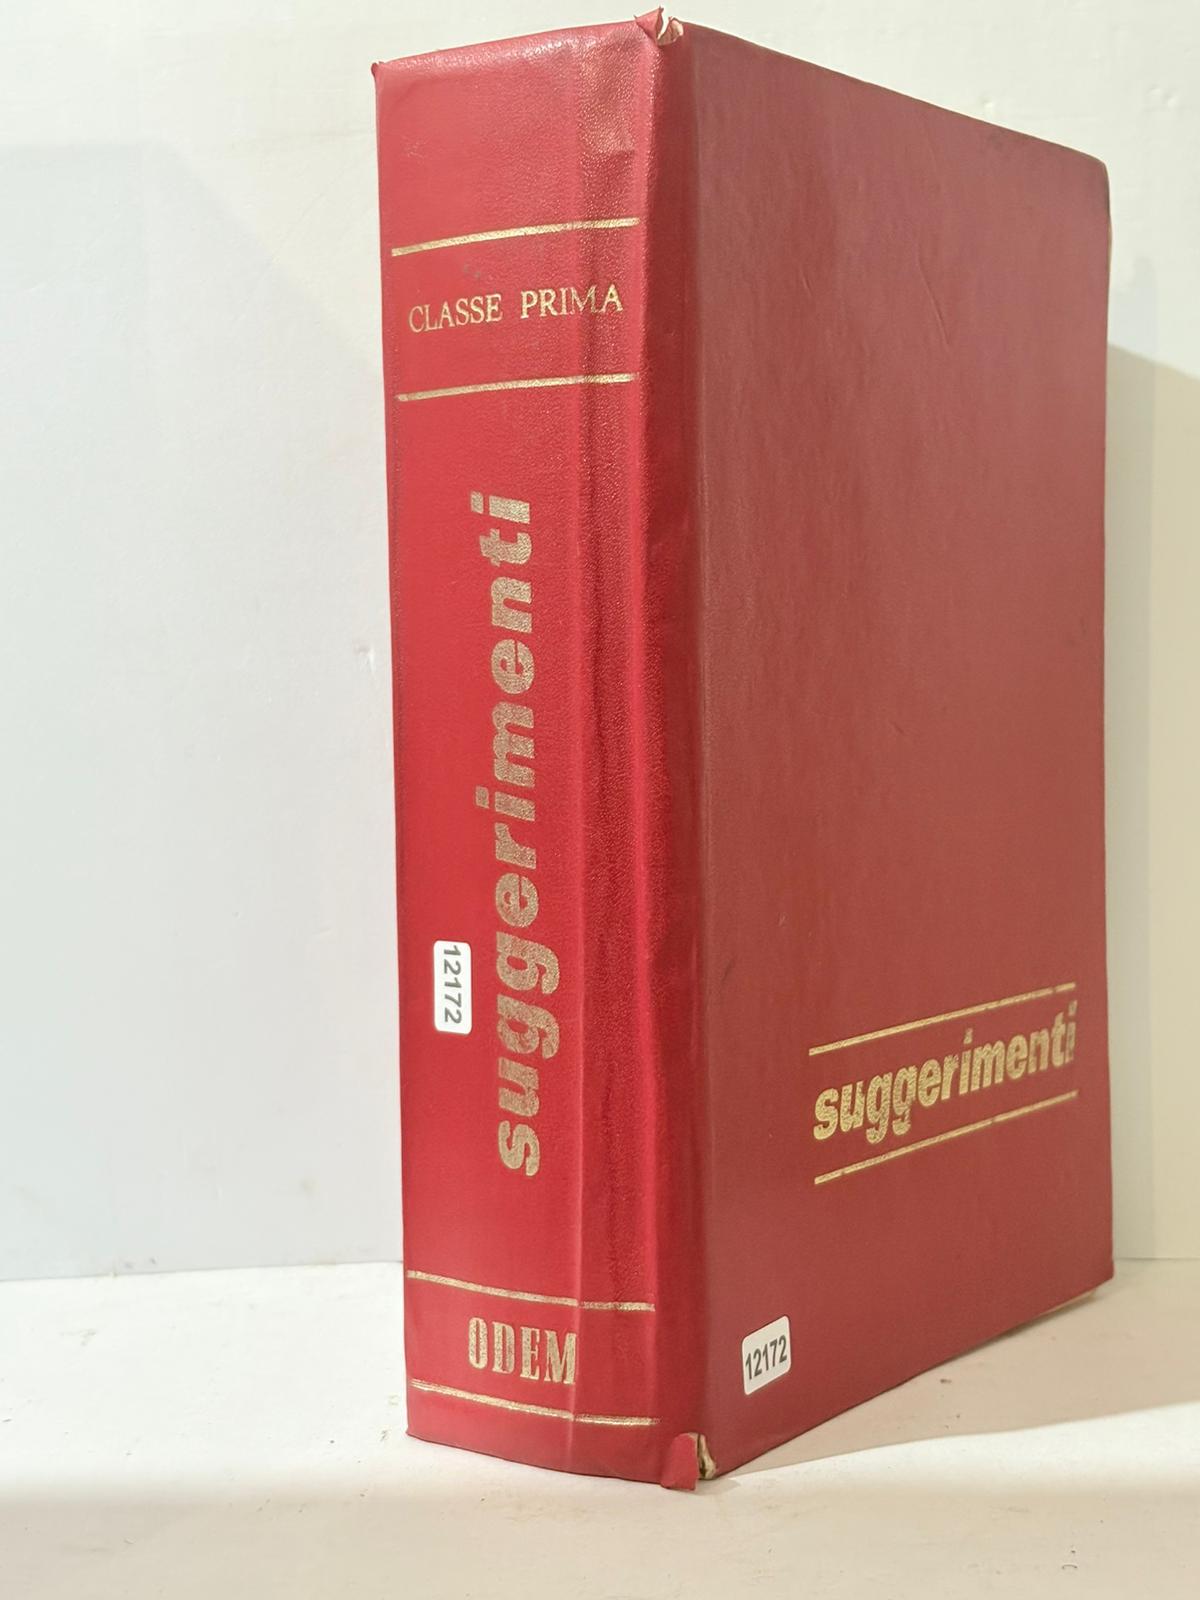 CLASSE PRIMA
suggerimenti
12172
ODEM
suggerimenti
12172